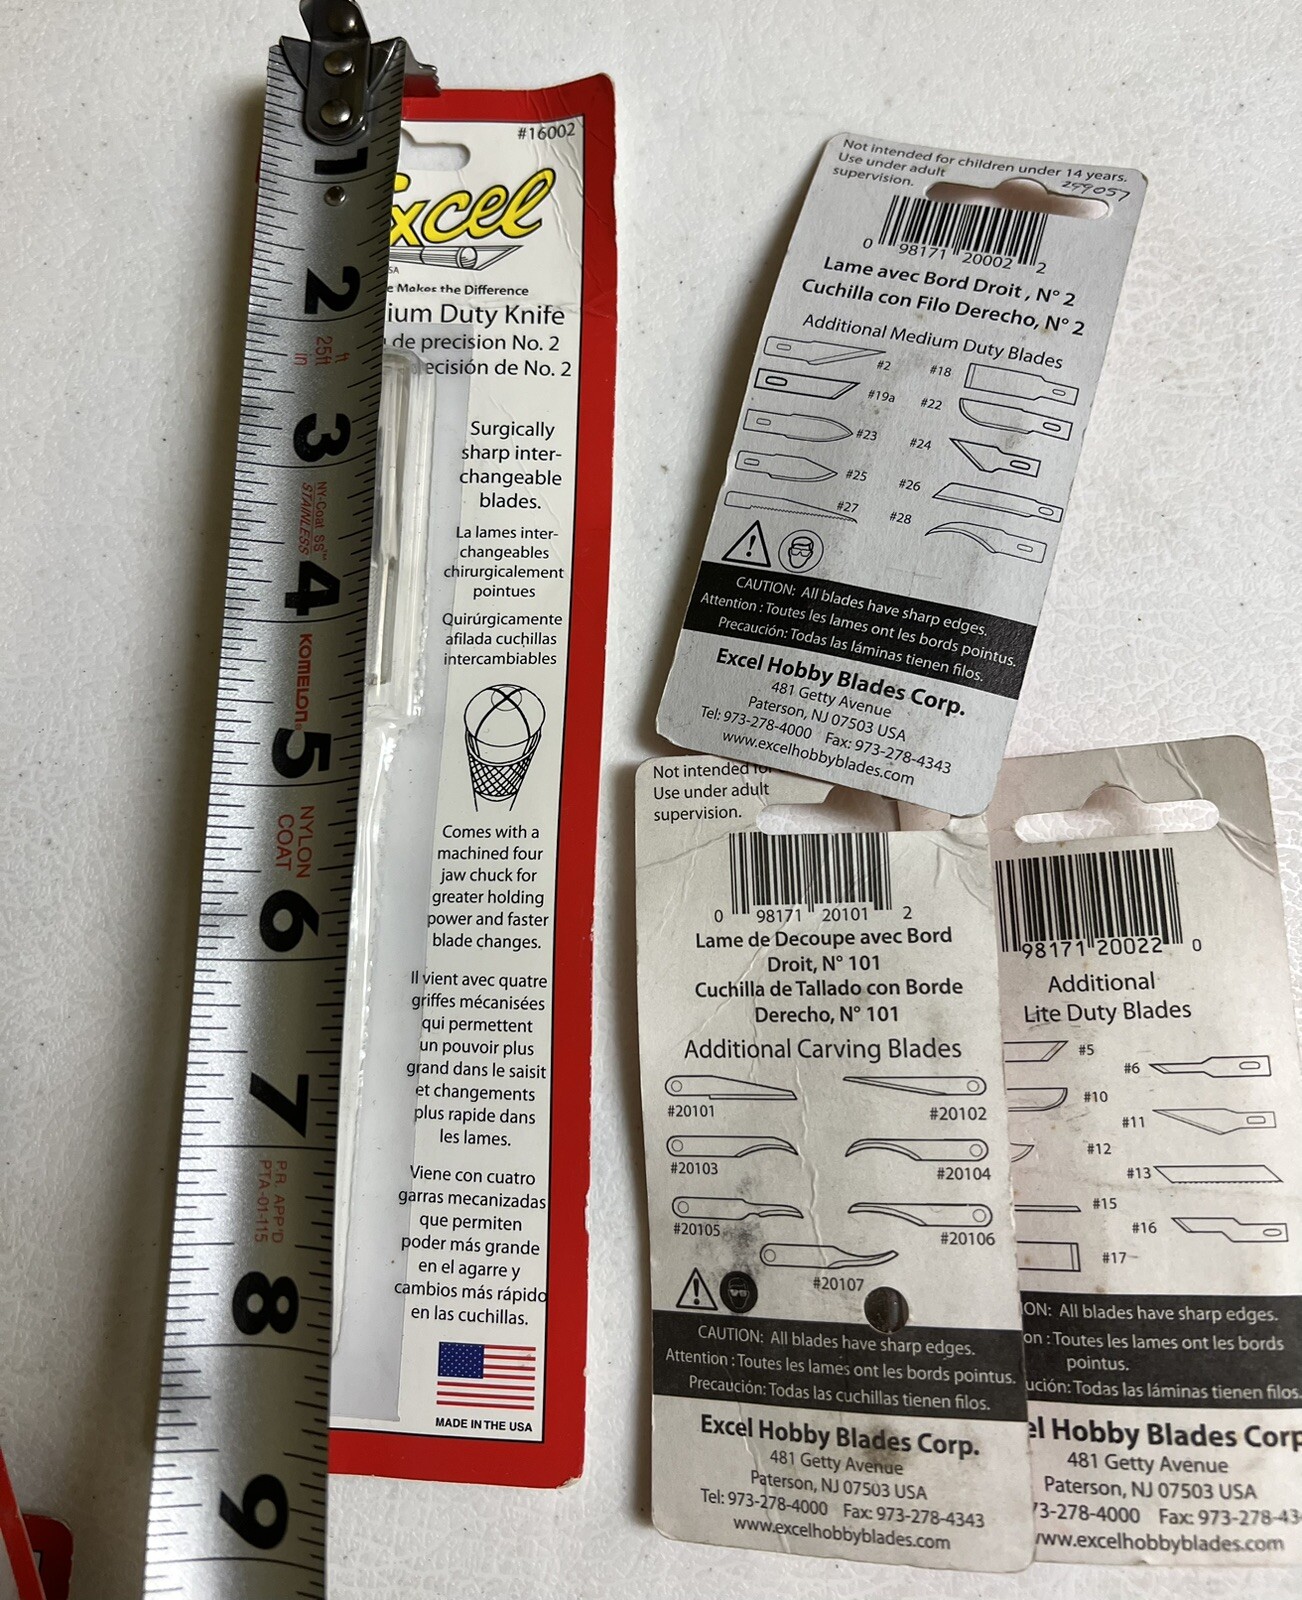 1
2
ft
25ft
in
3
NY-Coat SS™
STAINLESS
4
KOMELON®
5
NYLON
COAT
6
7
P.R. APP'D
PTA-01-115
8
9
#16002
Excel
USA
e Makes the Difference
ium Duty Knife
de precision No. 2
ecisión de No. 2
Surgically
sharp inter-
changeable
blades.
La lames inter-
changeables
chirurgicalement
pointues
Quirúrgicamente
afilada cuchillas
intercambiables
Comes with a
machined four
jaw chuck for
greater holding
power and faster
blade changes.
Il vient avec quatre
griffes mécanisées
qui permettent
un pouvoir plus
grand dans le saisit
et changements
plus rapide dans
les lames.
Viene con cuatro
garras mecanizadas
que permiten
poder más grande
en el agarre y
cambios más rápido
en las cuchillas.
MADE IN THE USA
Not intended for children under 14 years.
Use under adult
supervision.
299057
0 98171 20002 2
Lame avec Bord Droit , N° 2
Cuchilla con Filo Derecho, N° 2
Additional Medium Duty Blades
#2 #18
#19a #22
#23 #24
#25 #26
#27 #28
CAUTION: All blades have sharp edges.
Attention : Toutes les lames ont les bords pointus.
Precaución: Todas las láminas tienen filos.
Excel Hobby Blades Corp.
481 Getty Avenue
Paterson, NJ 07503 USA
Tel: 973-278-4000 Fax: 973-278-4343
www.excelhobbyblades.com
Not intended for
Use under adult
supervision.
0 98171 20101 2
Lame de Decoupe avec Bord
Droit, N° 101
Cuchilla de Tallado con Borde
Derecho, N° 101
Additional Carving Blades
#20101 #20102
#20103 #20104
#20105 #20106
#20107
CAUTION: All blades have sharp edges.
Attention : Toutes les lames ont les bords pointus.
Precaución: Todas las cuchillas tienen filos.
Excel Hobby Blades Corp.
481 Getty Avenue
Paterson, NJ 07503 USA
Tel: 973-278-4000 Fax: 973-278-4343
www.excelhobbyblades.com
98171 20022 0
Additional
Lite Duty Blades
#5
#6
#10
#11
#12
#13
#15
#16
#17
ON: All blades have sharp edges.
on : Toutes les lames ont les bords
pointus.
ución: Todas las láminas tienen filos.
el Hobby Blades Corp
481 Getty Avenue
Paterson, NJ 07503 USA
73-278-4000 Fax: 973-278-43
www.excelhobbyblades.com